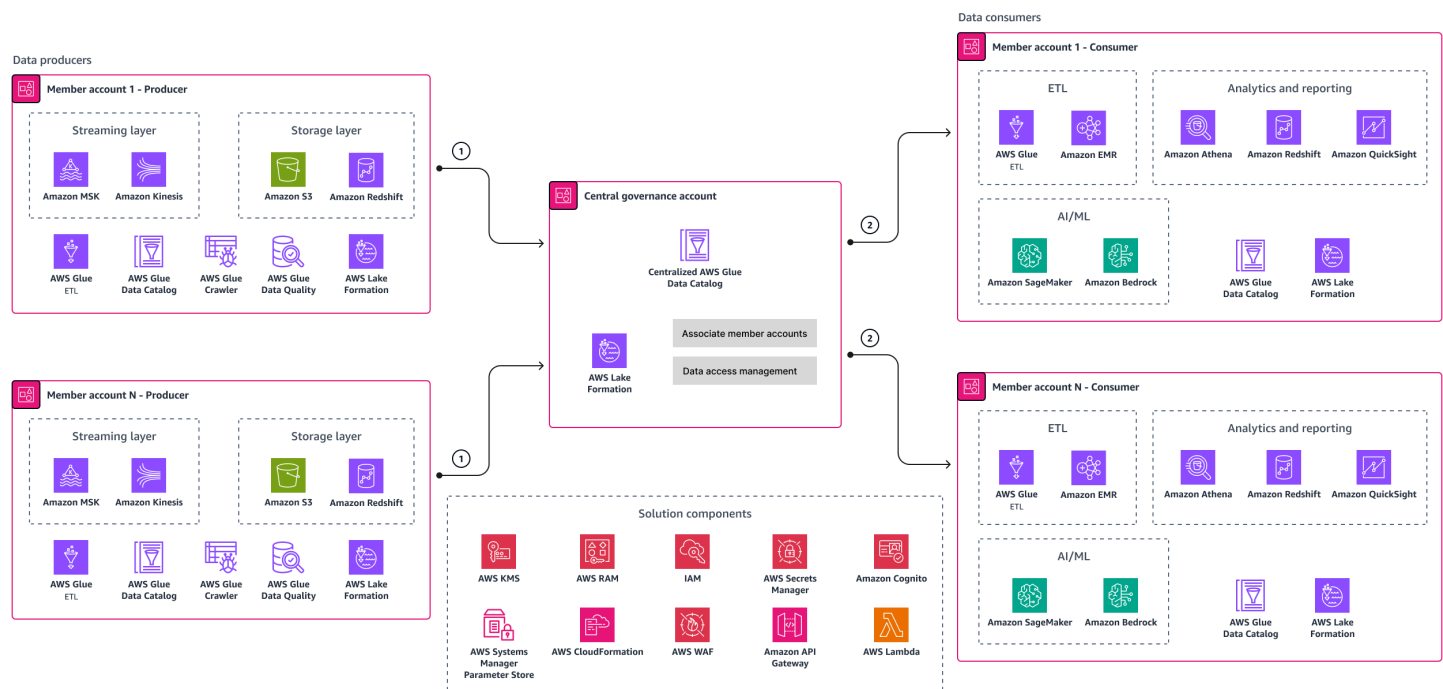 Data producers
Member account 1 - Producer
Streaming layer
Amazon MSK
Amazon Kinesis
Storage layer
Amazon S3
Amazon Redshift
AWS Glue
ETL
AWS Glue
Data Catalog
AWS Glue
Crawler
AWS Glue
Data Quality
AWS Lake
Formation
Member account N - Producer
Streaming layer
Amazon MSK
Amazon Kinesis
Storage layer
Amazon S3
Amazon Redshift
AWS Glue
ETL
AWS Glue
Data Catalog
AWS Glue
Crawler
AWS Glue
Data Quality
AWS Lake
Formation
1
1
Central governance account
Centralized AWS Glue
Data Catalog
AWS Lake
Formation
Associate member accounts
Data access management
2
2
Solution components
AWS KMS
AWS RAM
IAM
AWS Secrets
Manager
Amazon Cognito
AWS Systems
Manager
Parameter Store
AWS CloudFormation
AWS WAF
Amazon API
Gateway
AWS Lambda
Data consumers
Member account 1 - Consumer
ETL
AWS Glue
ETL
Amazon EMR
Analytics and reporting
Amazon Athena
Amazon Redshift
Amazon QuickSight
AI/ML
Amazon SageMaker
Amazon Bedrock
AWS Glue
Data Catalog
AWS Lake
Formation
Member account N - Consumer
ETL
AWS Glue
ETL
Amazon EMR
Analytics and reporting
Amazon Athena
Amazon Redshift
Amazon QuickSight
AI/ML
Amazon SageMaker
Amazon Bedrock
AWS Glue
Data Catalog
AWS Lake
Formation